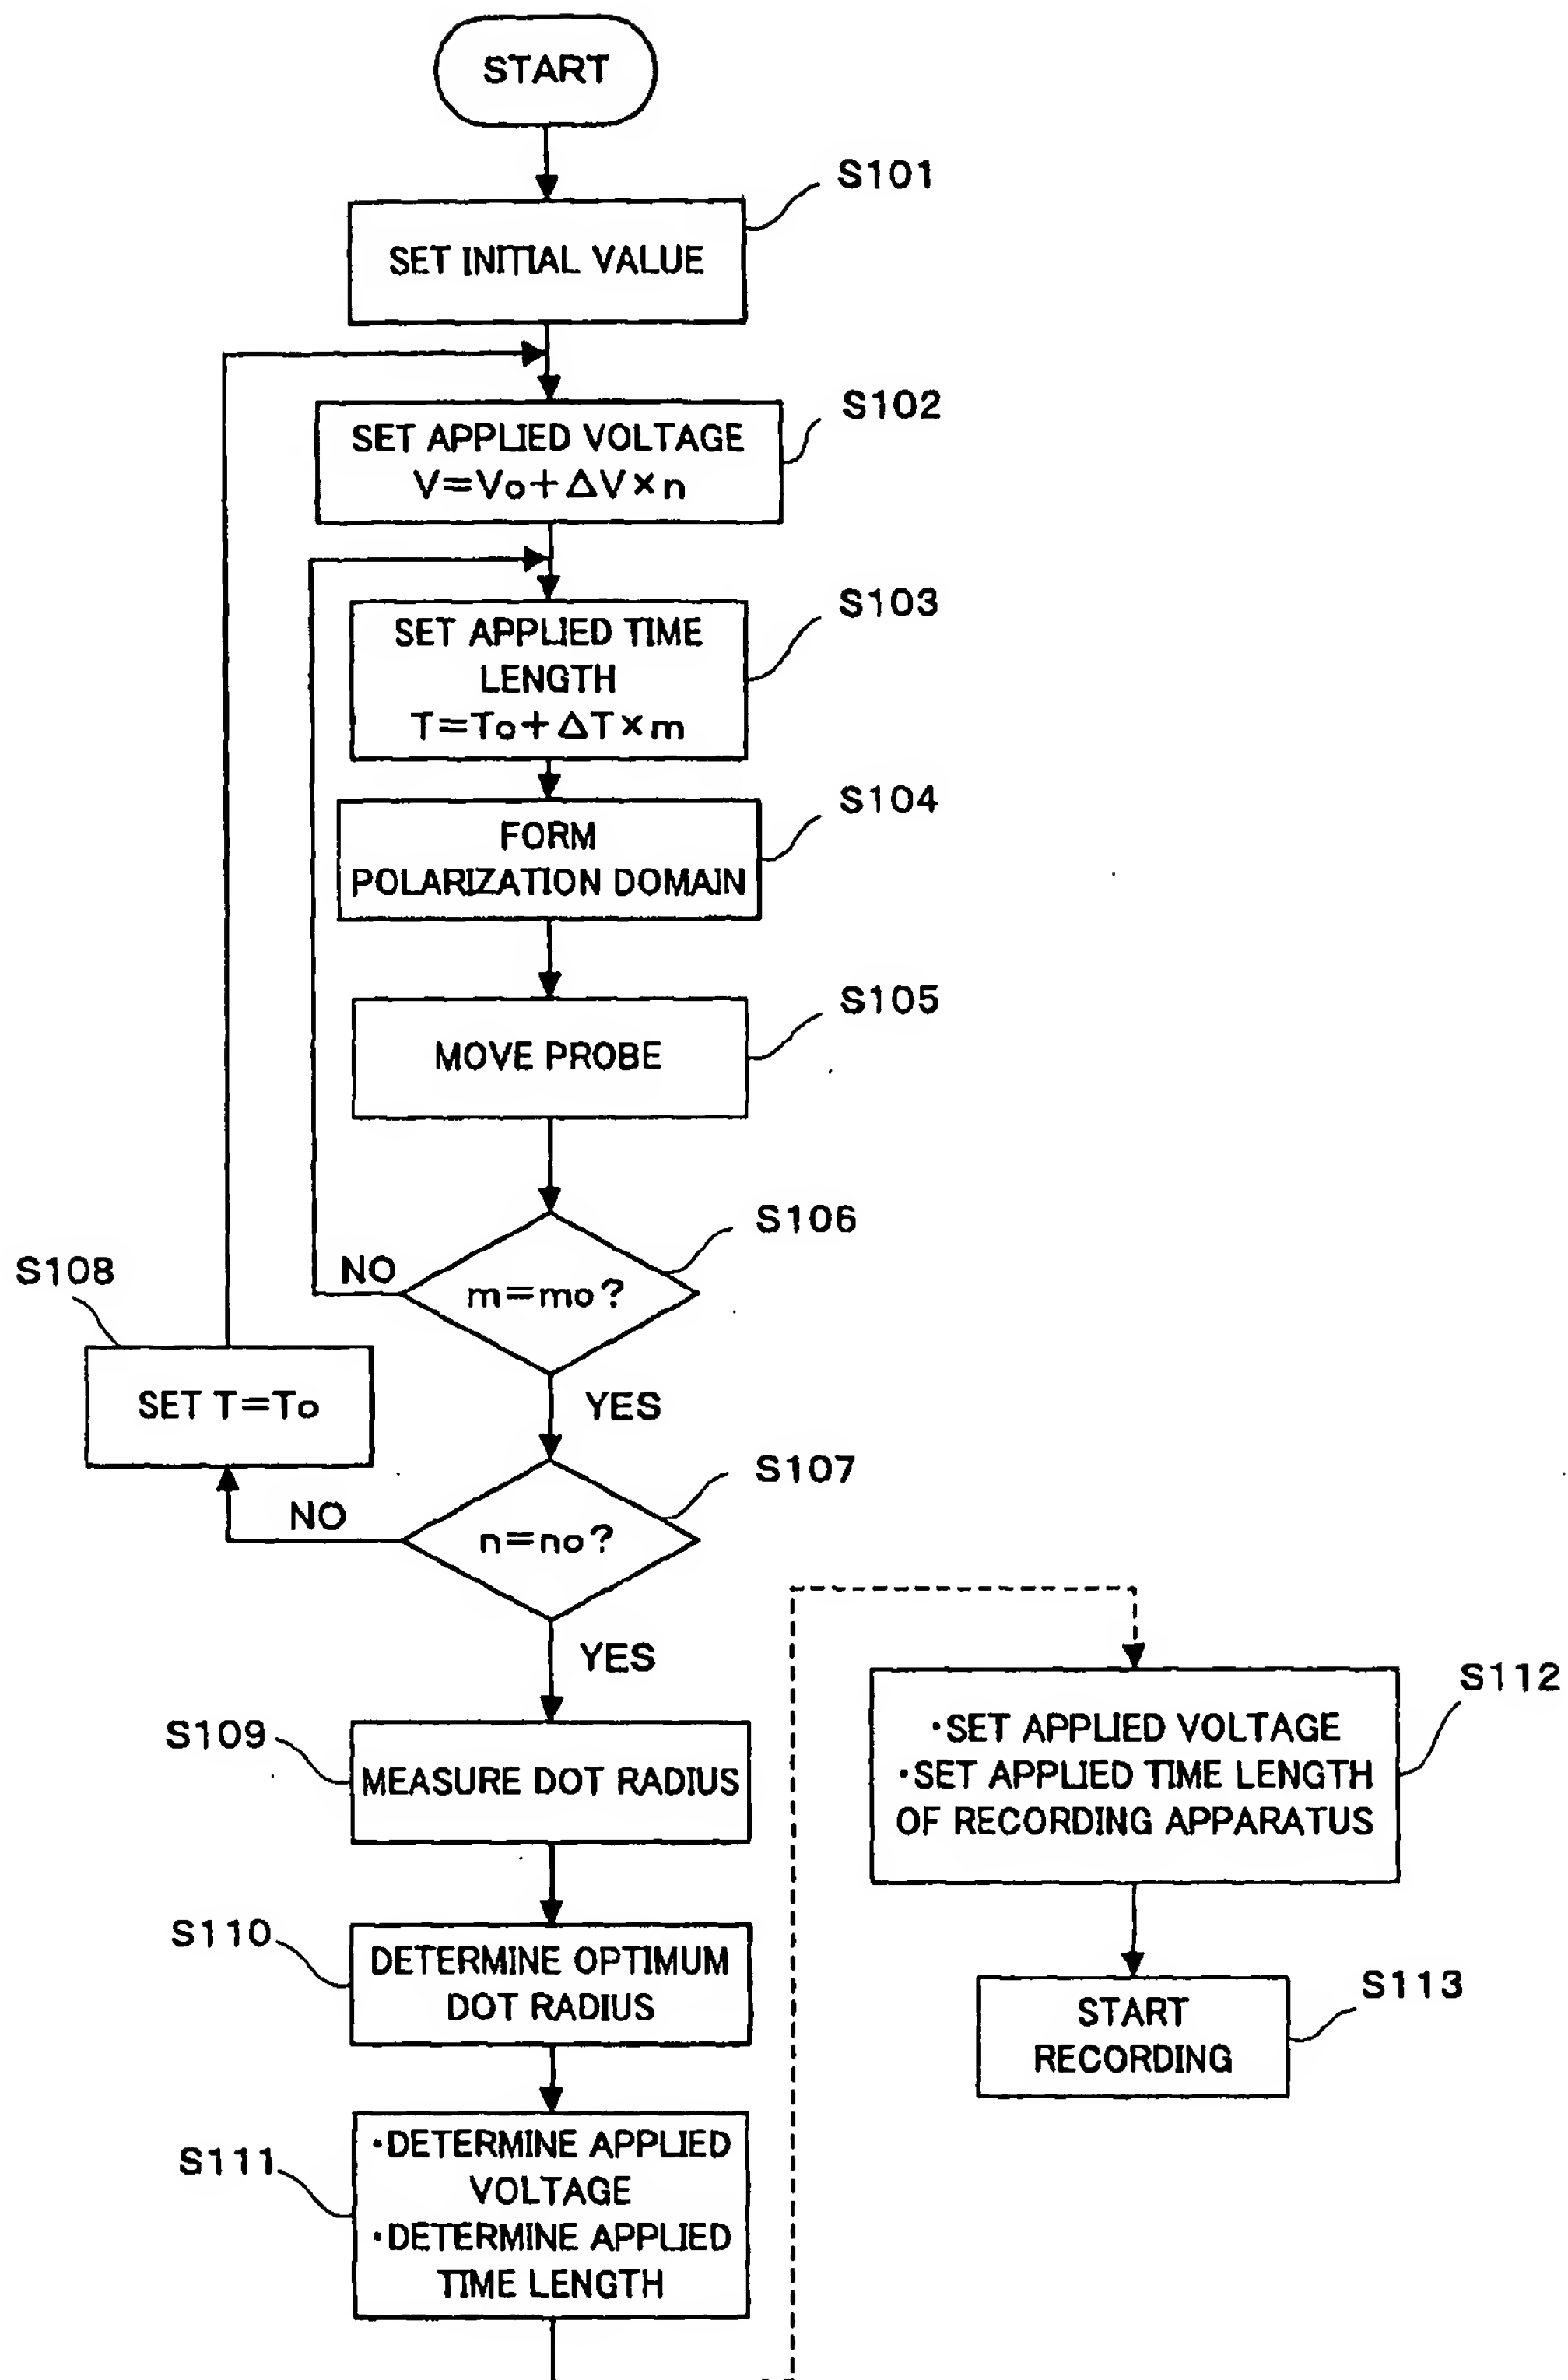 START
S101
SET INITIAL VALUE
S102
SET APPLIED VOLTAGE
V=Vo+ΔV×n
S103
SET APPLIED TIME
LENGTH
T=To+ΔT×m
S104
FORM
POLARIZATION DOMAIN
S105
MOVE PROBE
S106
m=mo?
NO
YES
S108
SET T=To
S107
n=no?
NO
YES
S109
MEASURE DOT RADIUS
S110
DETERMINE OPTIMUM
DOT RADIUS
S111
·DETERMINE APPLIED
VOLTAGE
·DETERMINE APPLIED
TIME LENGTH
S112
·SET APPLIED VOLTAGE
·SET APPLIED TIME LENGTH
OF RECORDING APPARATUS
S113
START
RECORDING